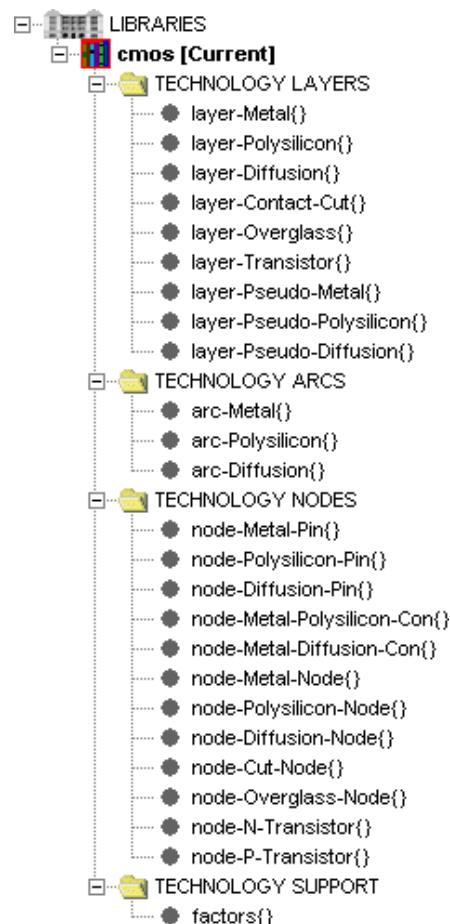 LIBRARIES
cmos [Current]
TECHNOLOGY LAYERS
layer-Metal{}
layer-Polysilicon{}
layer-Diffusion{}
layer-Contact-Cut{}
layer-Overglass{}
layer-Transistor{}
layer-Pseudo-Metal{}
layer-Pseudo-Polysilicon{}
layer-Pseudo-Diffusion{}
TECHNOLOGY ARCS
arc-Metal{}
arc-Polysilicon{}
arc-Diffusion{}
TECHNOLOGY NODES
node-Metal-Pin{}
node-Polysilicon-Pin{}
node-Diffusion-Pin{}
node-Metal-Polysilicon-Con{}
node-Metal-Diffusion-Con{}
node-Metal-Node{}
node-Polysilicon-Node{}
node-Diffusion-Node{}
node-Cut-Node{}
node-Overglass-Node{}
node-N-Transistor{}
node-P-Transistor{}
TECHNOLOGY SUPPORT
factors{}